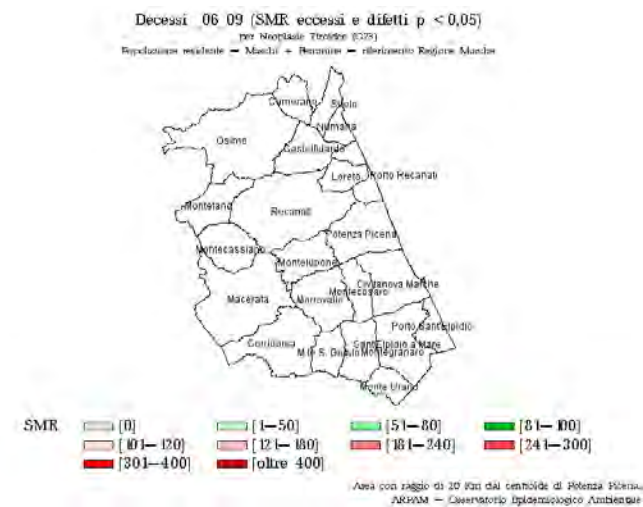 Decessi 06 09 (SMR eccessi e difetti p < 0,05)
per Neoplasie Tiroidee (G23)
Popolazione residente — Maschi + Femmine — riferimento Regione Marche
Camerano
Sirolo
Numana
Osimo
Castelfidardo
Loreto
Porto Recanati
Montefano
Recanati
Potenza Picena
Montecassiano
Montelupone
Civitanova Marche
Montecosaro
Macerata
Morrovalle
Porto Sant'Elpidio
Corridonia
M.te S. Giusto
Sant'Elpidio a Mare
Montegranaro
Monte Urano
SMR
[0]
[1—50]
[51—80]
[81—100]
[101—120]
[121—180]
[181—240]
[241—300]
[301—400]
[oltre 400]
Area con raggio di 20 Km dal centroide di Potenza Picena.
ARPAM — Osservatorio Epidemiologico Ambientale